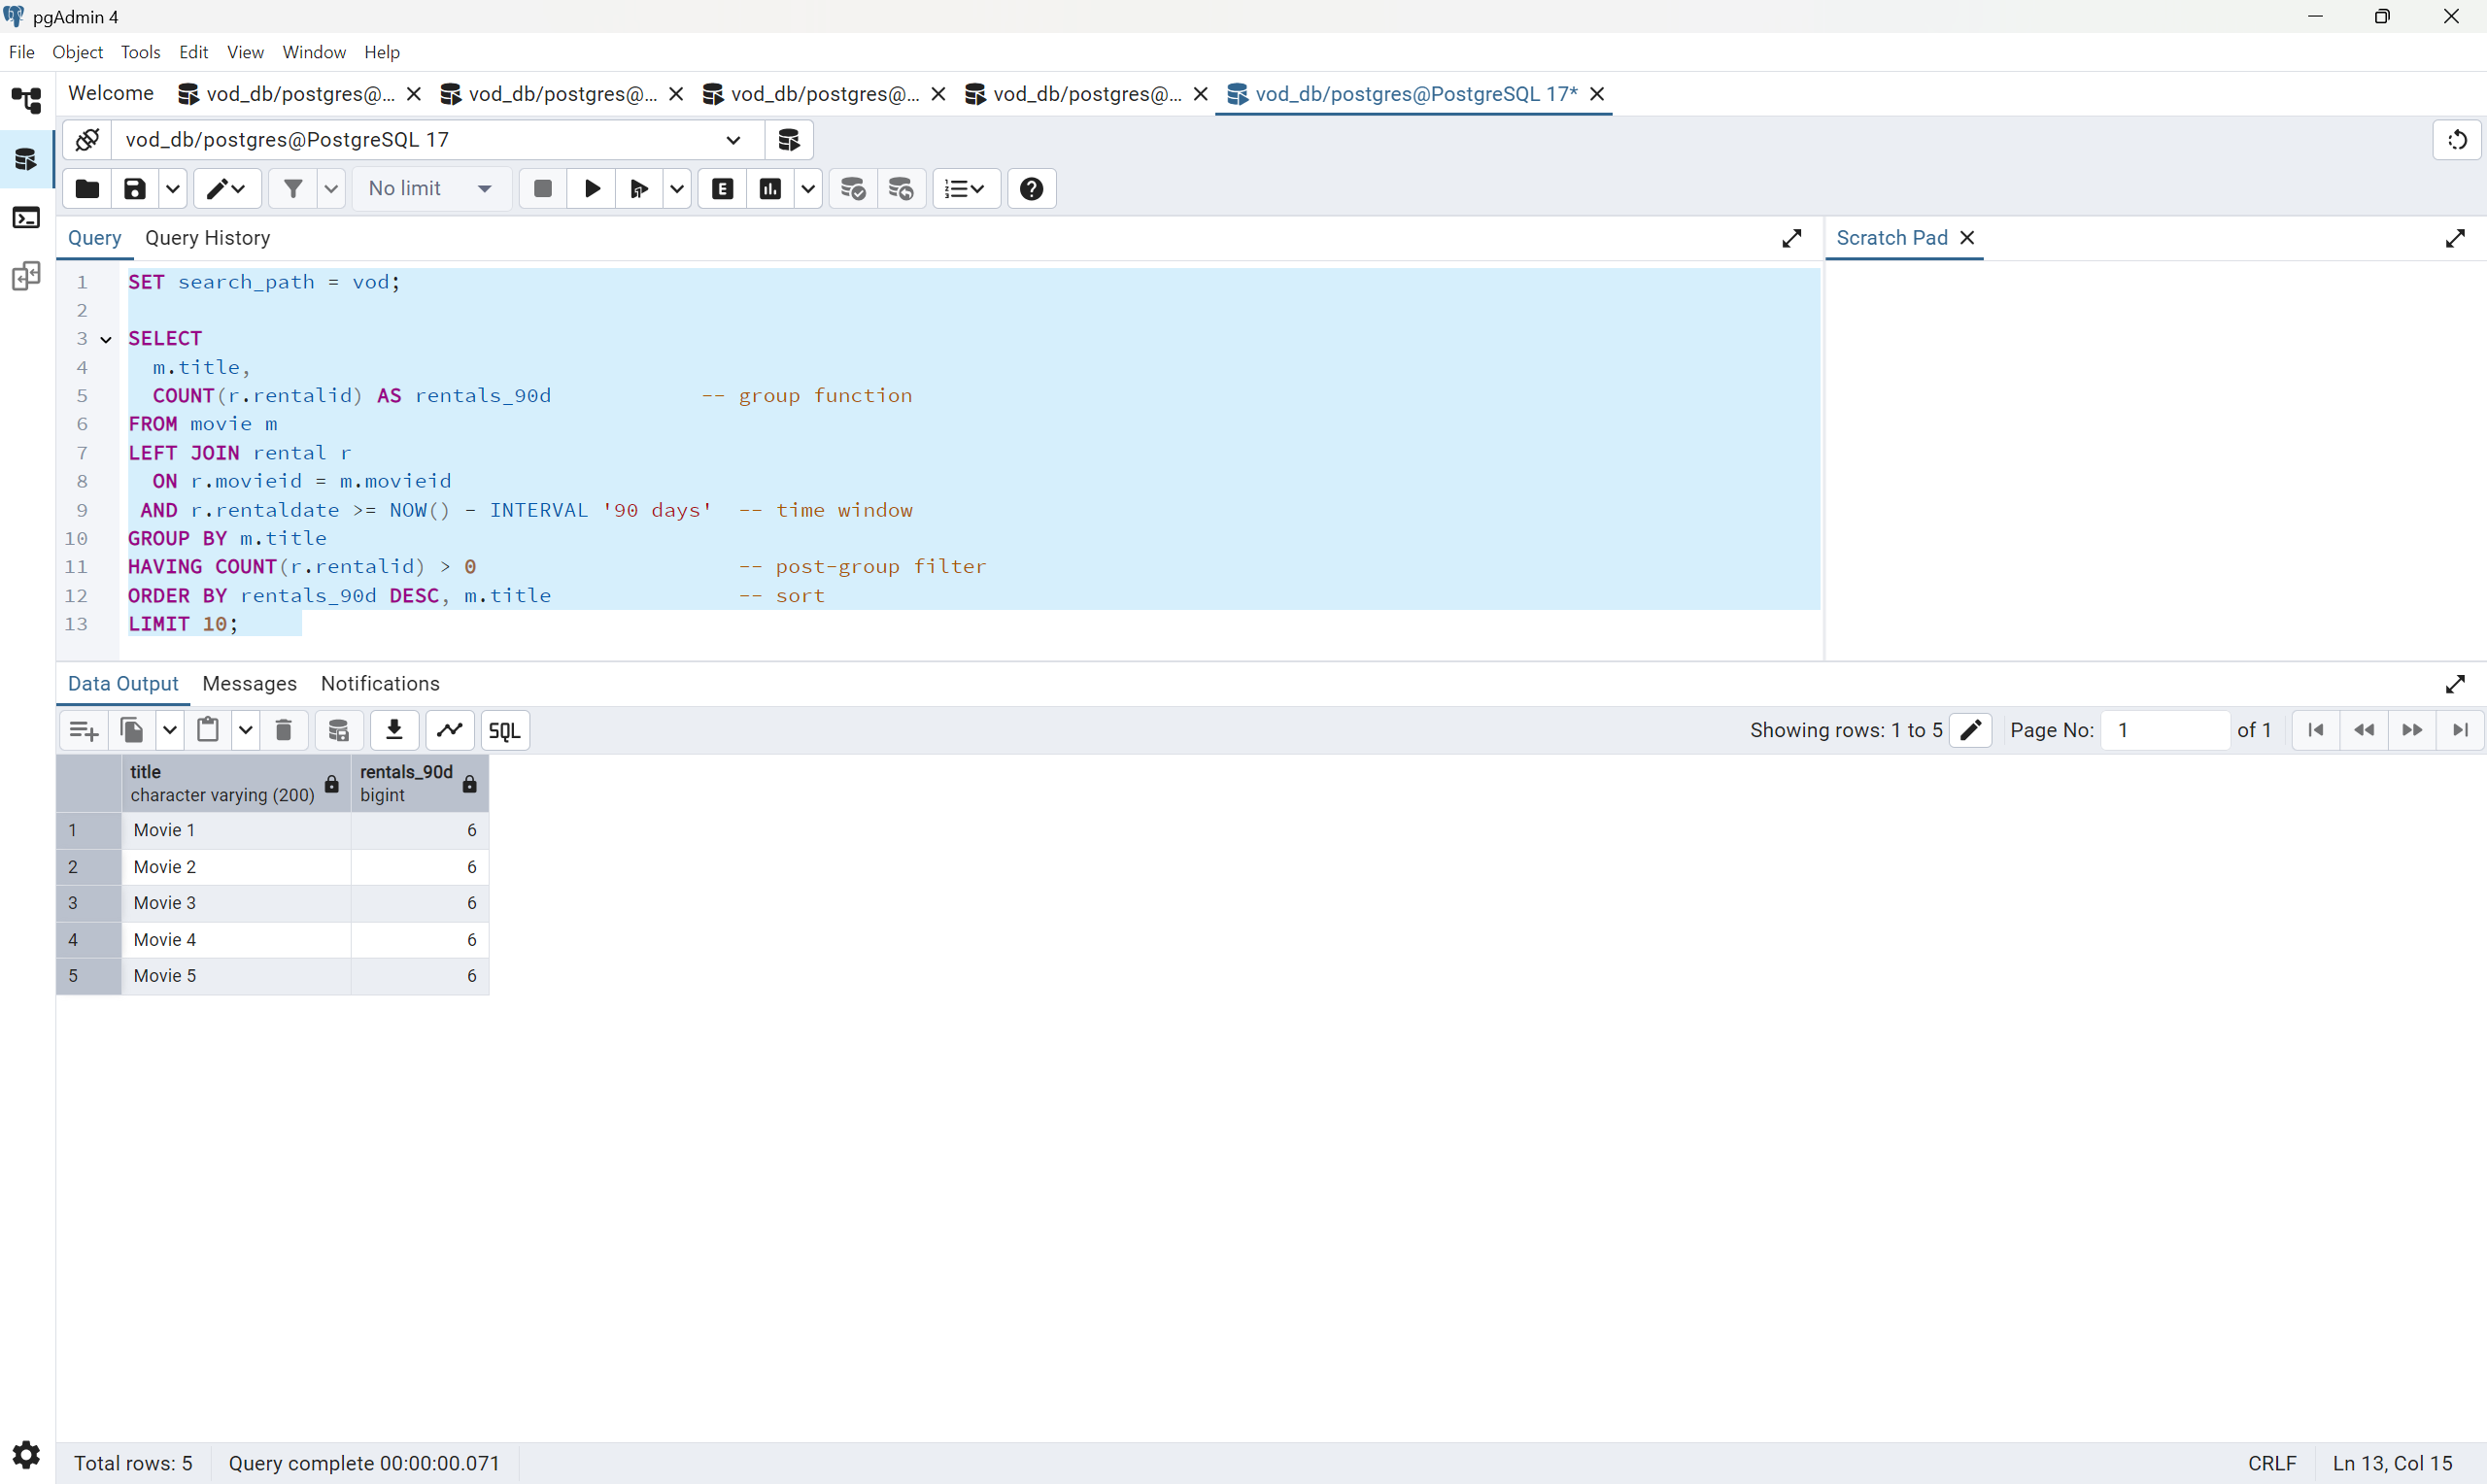 pgAdmin 4
File Object Tools Edit View Window Help
Welcome vod_db/postgres@... vod_db/postgres@... vod_db/postgres@... vod_db/postgres@... vod_db/postgres@PostgreSQL 17*
vod_db/postgres@PostgreSQL 17
No limit
Query Query History Scratch Pad
1 SET search_path = vod;
2
3 SELECT
4 m.title,
5 COUNT(r.rentalid) AS rentals_90d -- group function
6 FROM movie m
7 LEFT JOIN rental r
8 ON r.movieid = m.movieid
9 AND r.rentaldate >= NOW() - INTERVAL '90 days' -- time window
10 GROUP BY m.title
11 HAVING COUNT(r.rentalid) > 0 -- post-group filter
12 ORDER BY rentals_90d DESC, m.title -- sort
13 LIMIT 10;
Data Output Messages Notifications
SQL Showing rows: 1 to 5 Page No: 1 of 1
title rentals_90d
character varying (200) bigint
1 Movie 1 6
2 Movie 2 6
3 Movie 3 6
4 Movie 4 6
5 Movie 5 6
Total rows: 5 Query complete 00:00:00.071 CRLF Ln 13, Col 15